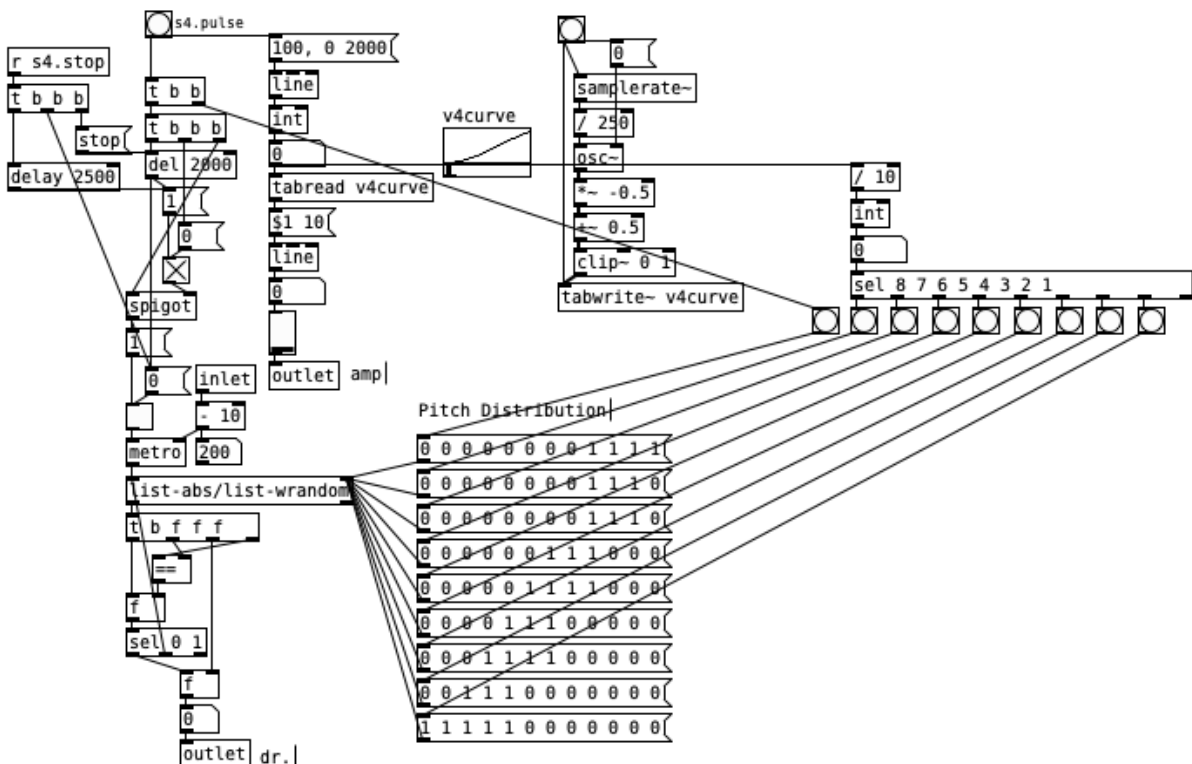 s4.pulse
r s4.stop
t b b b
stop
delay 2500
t b b
t b b b
del 2000
1
0
spigot
1
0
inlet
- 10
200
metro
list-abs/list-wrandom
t b f f f
==
f
sel 0 1
f
0
outlet
dr.
100, 0 2000
line
int
0
tabread v4curve
$1 10
line
0
outlet
amp
v4curve
0
samplerate~
/ 250
osc~
*~ -0.5
+~ 0.5
clip~ 0 1
tabwrite~ v4curve
/ 10
int
0
sel 8 7 6 5 4 3 2 1
Pitch Distribution
0 0 0 0 0 0 0 0 1 1 1 1
0 0 0 0 0 0 0 0 1 1 1 0
0 0 0 0 0 0 0 0 1 1 1 0
0 0 0 0 0 0 1 1 1 0 0 0
0 0 0 0 0 1 1 1 1 0 0 0
0 0 0 0 1 1 1 0 0 0 0 0
0 0 0 1 1 1 1 0 0 0 0 0
0 0 1 1 1 0 0 0 0 0 0 0
1 1 1 1 1 0 0 0 0 0 0 0